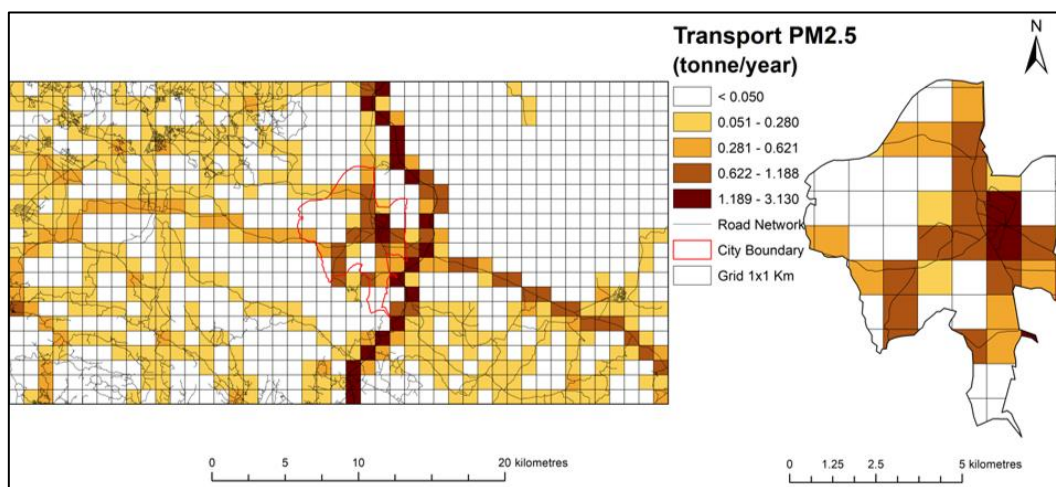 Transport PM2.5
(tonne/year)
< 0.050
0.051 - 0.280
0.281 - 0.621
0.622 - 1.188
1.189 - 3.130
Road Network
City Boundary
Grid 1x1 Km
N
0 5 10 20 kilometres
0 1.25 2.5 5 kilometres